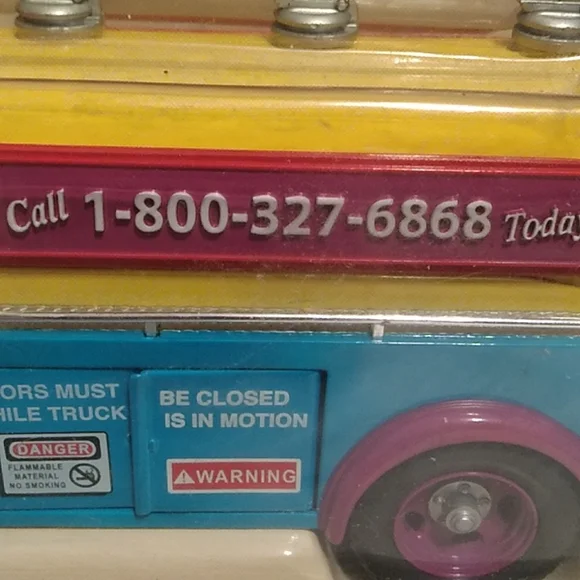 Call 1-800-327-6868 Today
ORS MUST BE CLOSED
HILE TRUCK IS IN MOTION
DANGER
FLAMMABLE
MATERIAL
NO SMOKING
WARNING